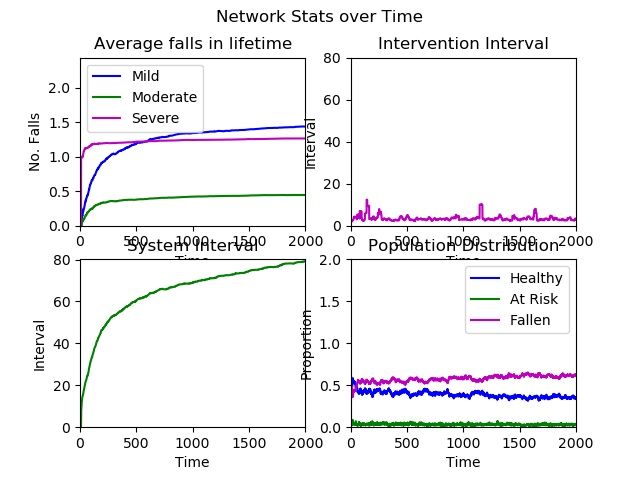 Network Stats over Time
Average falls in lifetime
No. Falls
2.0
1.5
1.0
0.5
0.0
Mild
Moderate
Severe
0 500 1000 1500 2000
Time
Intervention Interval
Interval
80
60
40
20
0
0 500 1000 1500 2000
Time
System Interval
Interval
80
60
40
20
0
0 500 1000 1500 2000
Time
Population Distribution
Proportion
2.0
1.5
1.0
0.5
0.0
Healthy
At Risk
Fallen
0 500 1000 1500 2000
Time